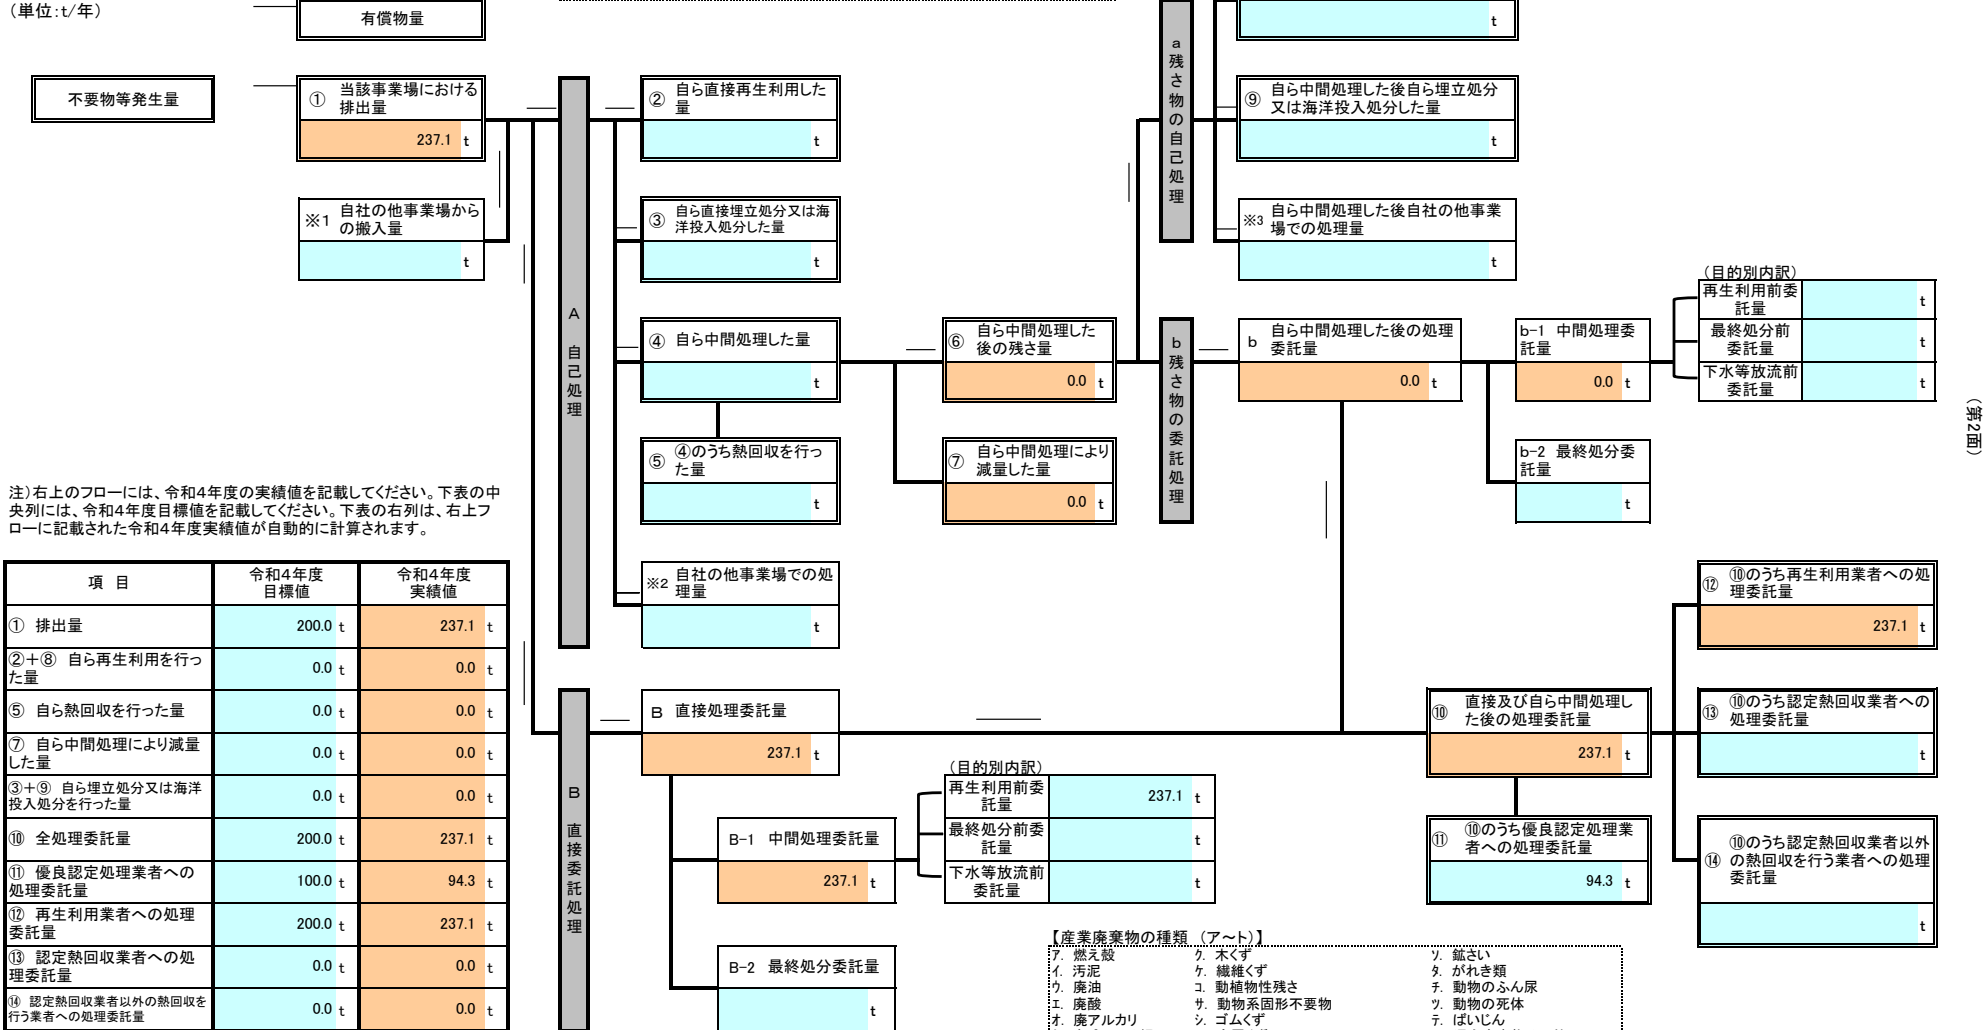 （単位:t/年）
有償物量
不要物等発生量
① 当該事業場における
排出量
237.1 t
※1 自社の他事業場から
の搬入量
t
A 自己処理
② 自ら直接再生利用した
量
t
③ 自ら直接埋立処分又は海
洋投入処分した量
t
④ 自ら中間処理した量
t
⑤ ④のうち熱回収を行っ
た量
t
※2 自社の他事業場での処
理量
t
⑥ 自ら中間処理した
後の残さ量
0.0 t
⑦ 自ら中間処理により
減量した量
0.0 t
a 残さ物の自己処理
t
⑨ 自ら中間処理した後自ら埋立処分
又は海洋投入処分した量
t
※3 自ら中間処理した後自社の他事業
場での処理量
t
b 残さ物の委託処理
b 自ら中間処理した後の処理
委託量
0.0 t
b-1 中間処理委
託量
0.0 t
b-2 最終処分委
託量
t
（目的別内訳）
再生利用前委
託量
t
最終処分前
委託量
t
下水等放流前
委託量
t
（第2面）
注）右上のフローには、令和4年度の実績値を記載してください。下表の中
央列には、令和4年度目標値を記載してください。下表の右列は、右上フ
ローに記載された令和4年度実績値が自動的に計算されます。
項 目 令和4年度
目標値 令和4年度
実績値
① 排出量 200.0 t 237.1 t
②＋⑧ 自ら再生利用を行っ
た量 0.0 t 0.0 t
⑤ 自ら熱回収を行った量 0.0 t 0.0 t
⑦ 自ら中間処理により減量
した量 0.0 t 0.0 t
③＋⑨ 自ら埋立処分又は海洋
投入処分を行った量 0.0 t 0.0 t
⑩ 全処理委託量 200.0 t 237.1 t
⑪ 優良認定処理業者への
処理委託量 100.0 t 94.3 t
⑫ 再生利用業者への処理
委託量 200.0 t 237.1 t
⑬ 認定熱回収業者への処
理委託量 0.0 t 0.0 t
⑭ 認定熱回収業者以外の熱回収を
行う業者への処理委託量 0.0 t 0.0 t
B 直接委託処理
B 直接処理委託量
237.1 t
B-1 中間処理委託量
237.1 t
B-2 最終処分委託量
t
（目的別内訳）
再生利用前委
託量
237.1 t
最終処分前委
託量
t
下水等放流前
委託量
t
⑩ 直接及び自ら中間処理し
た後の処理委託量
237.1 t
⑪ ⑩のうち優良認定処理業
者への処理委託量
94.3 t
⑫ ⑩のうち再生利用業者への処
理委託量
237.1 t
⑬ ⑩のうち認定熱回収業者への
処理委託量
t
⑭ ⑩のうち認定熱回収業者以外
の熱回収を行う業者への処理
委託量
t
【産業廃棄物の種類 （ア～ト）】
ア. 燃え殻 ク. 木くず ソ. 鉱さい
イ. 汚泥 ケ. 繊維くず タ. がれき類
ウ. 廃油 コ. 動植物性残さ チ. 動物のふん尿
エ. 廃酸 サ. 動物系固形不要物 ツ. 動物の死体
オ. 廃アルカリ シ. ゴムくず テ. ばいじん